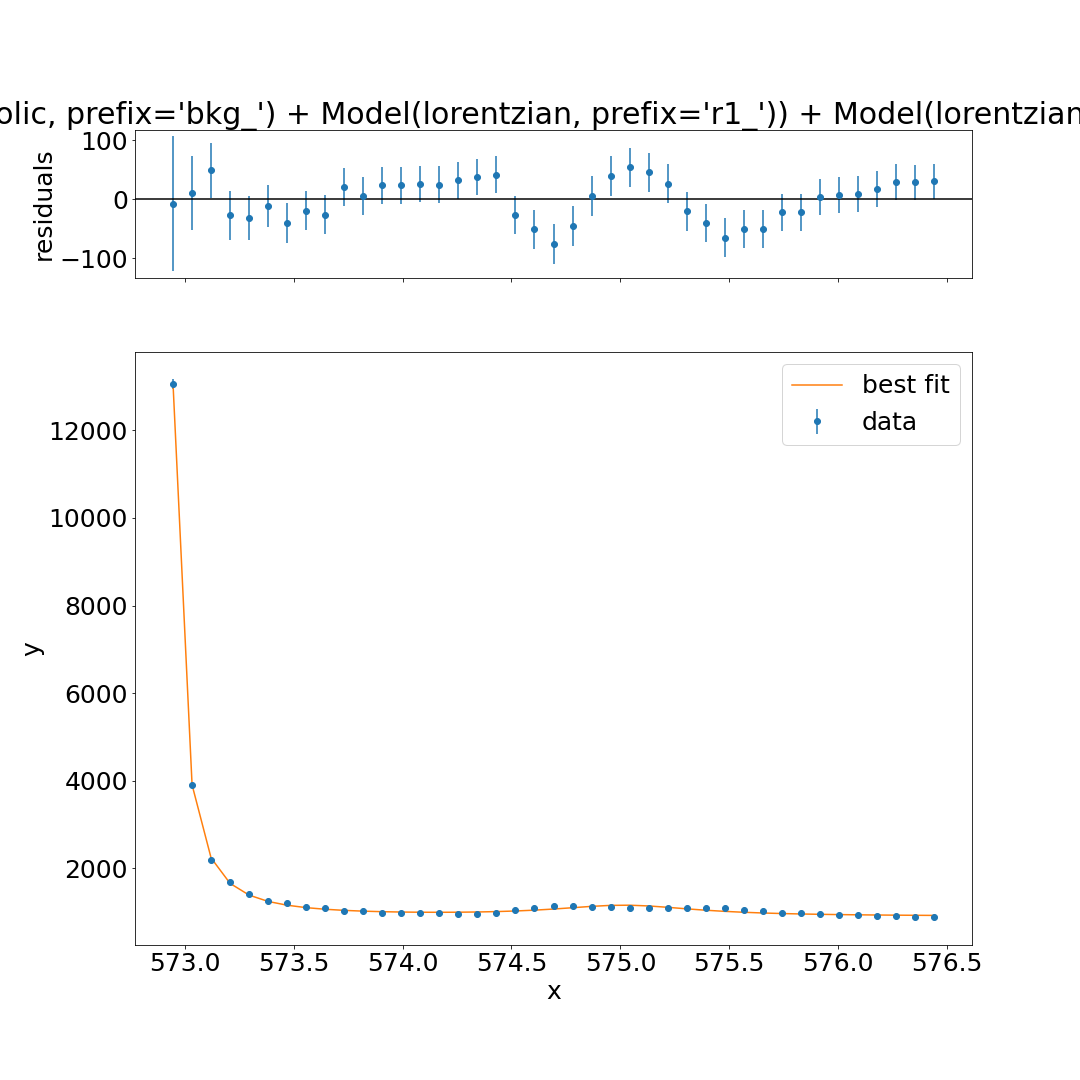 olic, prefix='bkg_') + Model(lorentzian, prefix='r1_')) + Model(lorentzian
100
0
−100
residuals
best fit
data
12000
10000
8000
6000
4000
2000
y
573.0 573.5 574.0 574.5 575.0 575.5 576.0 576.5
x